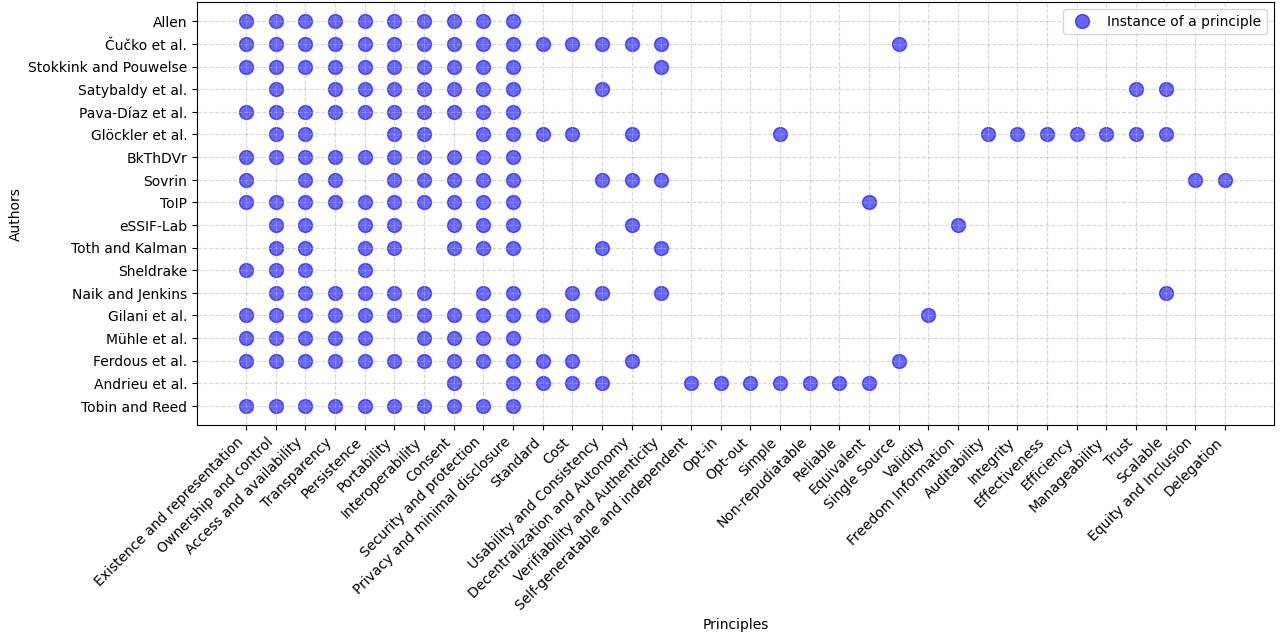 Instance of a principle
Authors
Allen
Čučko et al.
Stokkink and Pouwelse
Satybaldy et al.
Pava-Díaz et al.
Glöckler et al.
BkThDVr
Sovrin
ToIP
eSSIF-Lab
Toth and Kalman
Sheldrake
Naik and Jenkins
Gilani et al.
Mühle et al.
Ferdous et al.
Andrieu et al.
Tobin and Reed
Existence and representation
Ownership and control
Access and availability
Transparency
Persistence
Portability
Interoperability
Consent
Security and protection
Privacy and minimal disclosure
Standard
Cost
Usability and Consistency
Decentralization and Autonomy
Verifiability and Authenticity
Self-generatable and independent
Opt-in
Opt-out
Simple
Non-repudiatable
Reliable
Equivalent
Single Source
Validity
Freedom Information
Auditability
Integrity
Effectiveness
Efficiency
Manageability
Trust
Scalable
Equity and Inclusion
Delegation
Principles